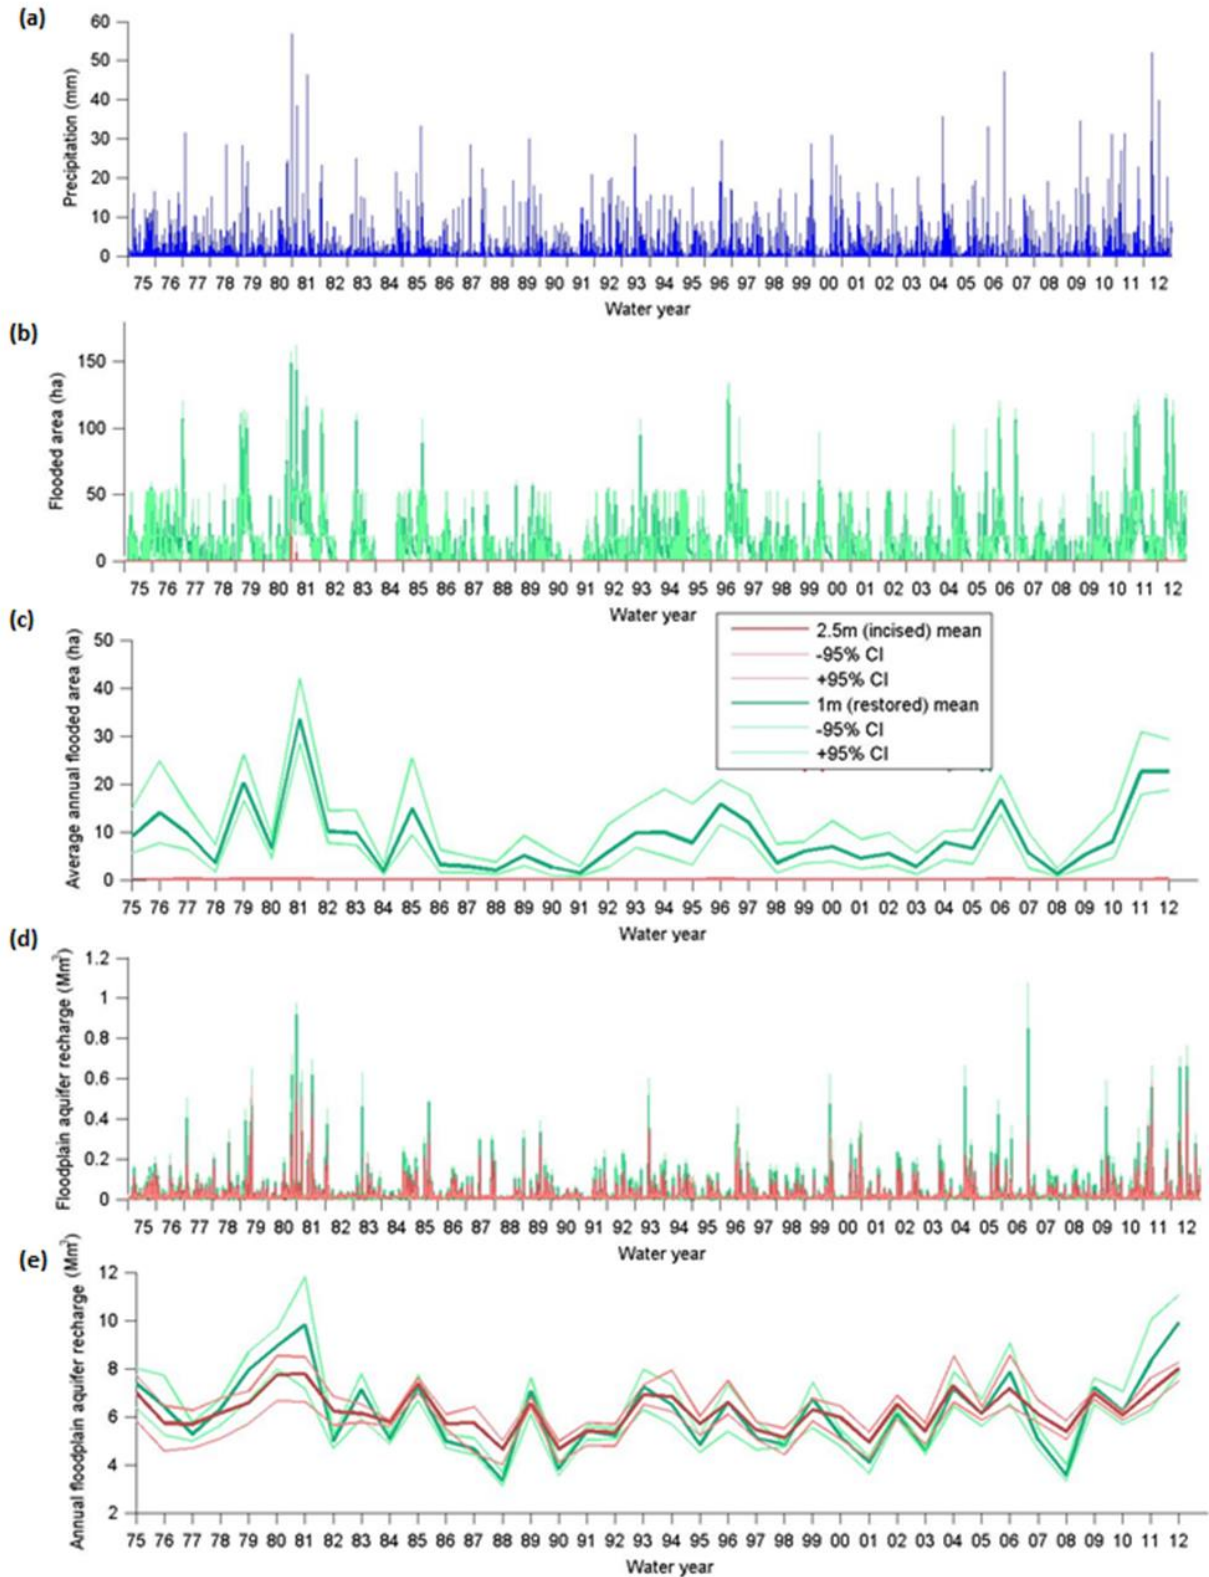 (a)
Precipitation (mm)
60
50
40
30
20
10
0
75 76 77 78 79 80 81 82 83 84 85 86 87 88 89 90 91 92 93 94 95 96 97 98 99 00 01 02 03 04 05 06 07 08 09 10 11 12
Water year
(b)
Flooded area (ha)
150
100
50
0
75 76 77 78 79 80 81 82 83 84 85 86 87 88 89 90 91 92 93 94 95 96 97 98 99 00 01 02 03 04 05 06 07 08 09 10 11 12
Water year
(c)
Average annual flooded area (ha)
50
40
30
20
10
0
2.5m (incised) mean
-95% CI
+95% CI
1m (restored) mean
-95% CI
+95% CI
75 76 77 78 79 80 81 82 83 84 85 86 87 88 89 90 91 92 93 94 95 96 97 98 99 00 01 02 03 04 05 06 07 08 09 10 11 12
Water year
(d)
Floodplain aquifer recharge (Mm³)
1.2
1
0.8
0.6
0.4
0.2
0
75 76 77 78 79 80 81 82 83 84 85 86 87 88 89 90 91 92 93 94 95 96 97 98 99 00 01 02 03 04 05 06 07 08 09 10 11 12
Water year
(e)
Annual floodplain aquifer recharge (Mm³)
12
10
8
6
4
2
75 76 77 78 79 80 81 82 83 84 85 86 87 88 89 90 91 92 93 94 95 96 97 98 99 00 01 02 03 04 05 06 07 08 09 10 11 12
Water year